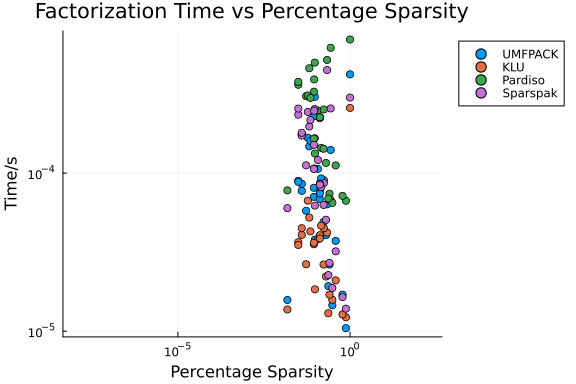 Factorization Time vs Percentage Sparsity
UMFPACK
KLU
Pardiso
Sparspak
Time/s
10⁻⁴
10⁻⁵
10⁻⁵
10⁰
Percentage Sparsity